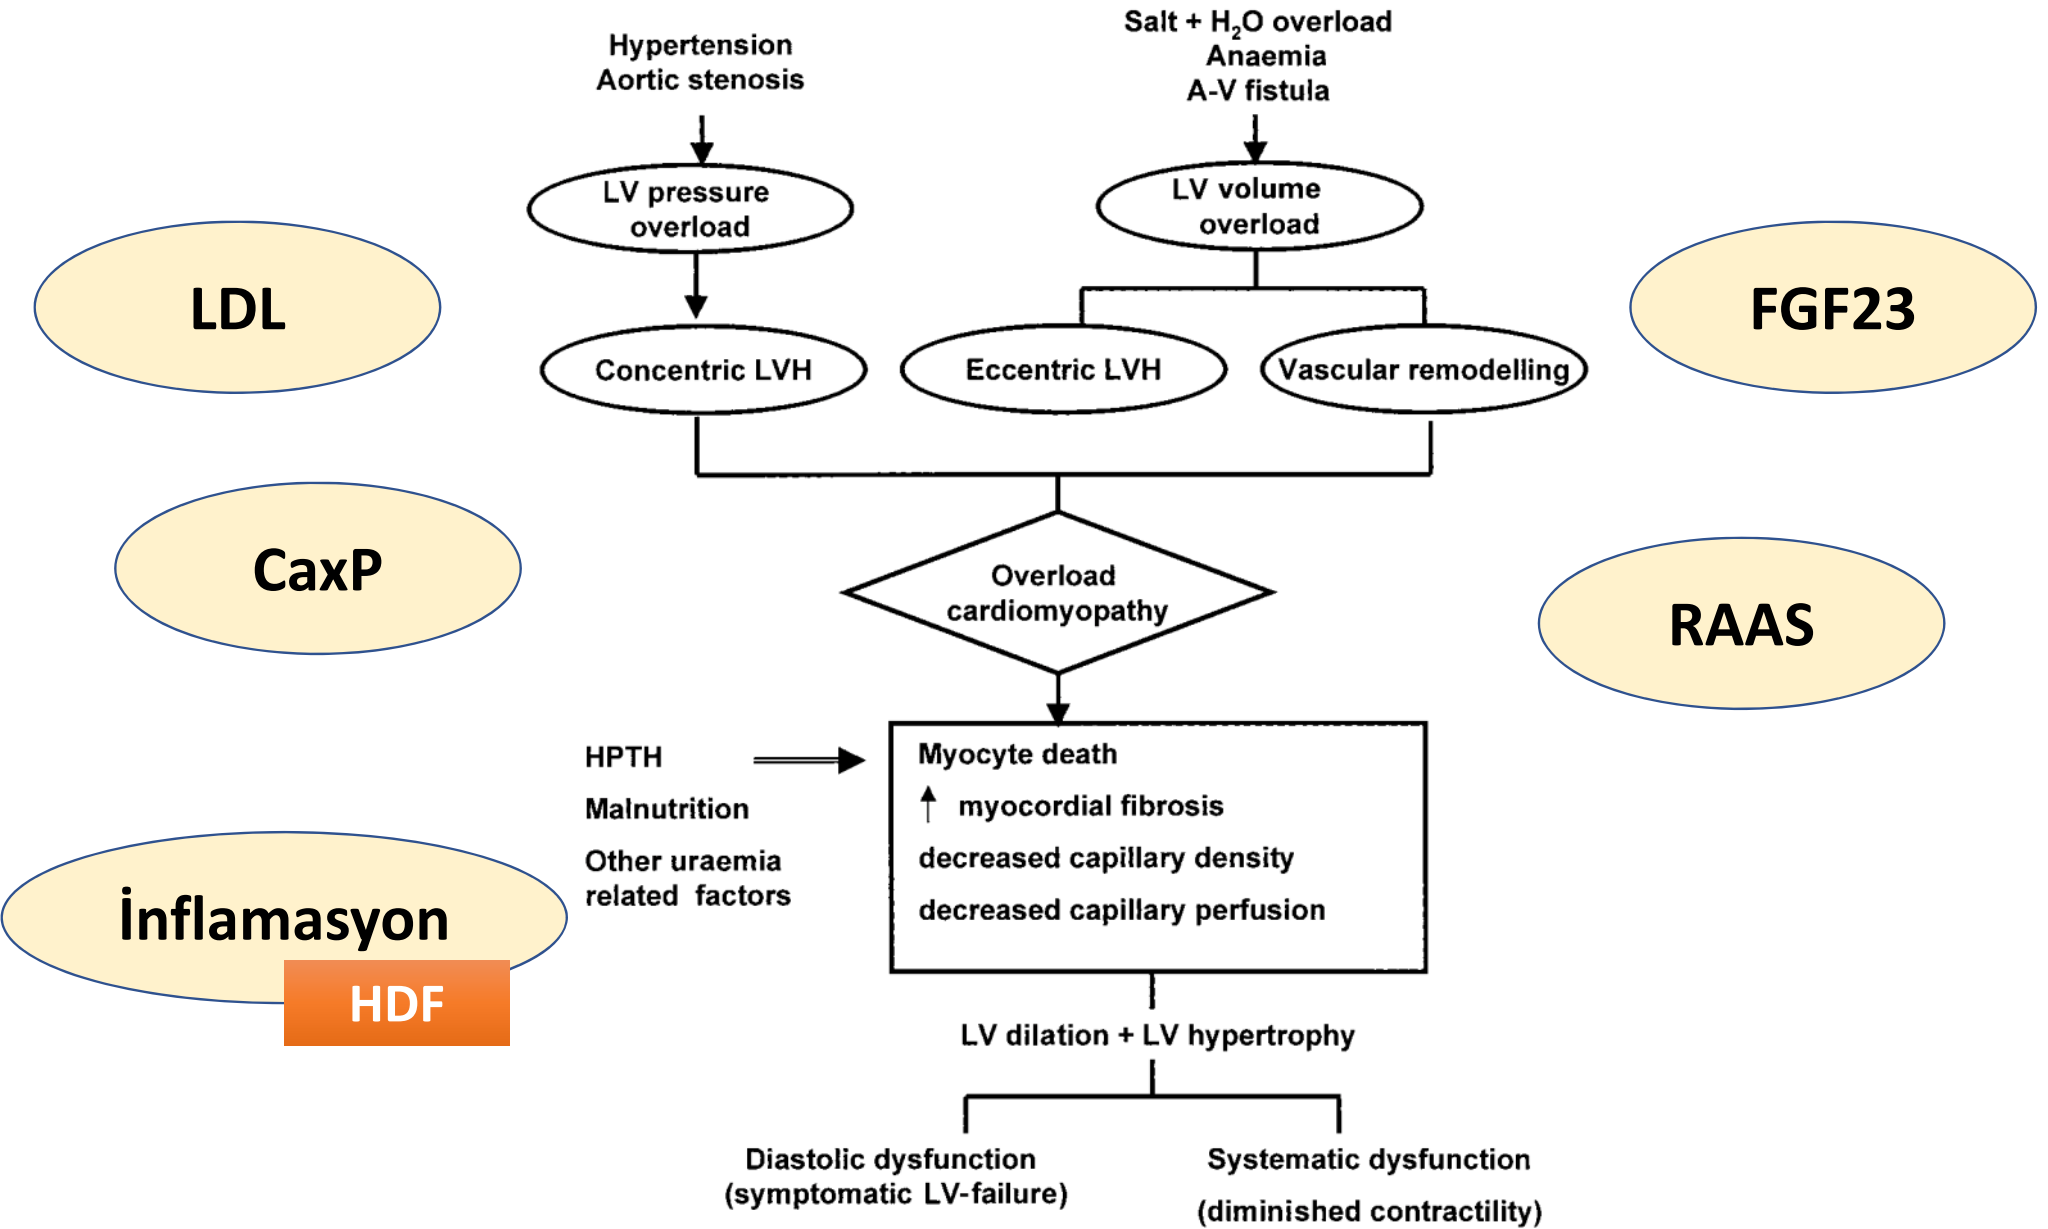 Salt + H₂O overload
Anaemia
A-V fistula
Hypertension
Aortic stenosis
LV pressure
overload
LV volume
overload
LDL
FGF23
Concentric LVH
Eccentric LVH
Vascular remodelling
CaxP
Overload
cardiomyopathy
RAAS
HPTH
Malnutrition
Other uraemia
related factors
Myocyte death
↑ myocordial fibrosis
decreased capillary density
decreased capillary perfusion
İnflamasyon
HDF
LV dilation + LV hypertrophy
Diastolic dysfunction
(symptomatic LV-failure)
Systematic dysfunction
(diminished contractility)